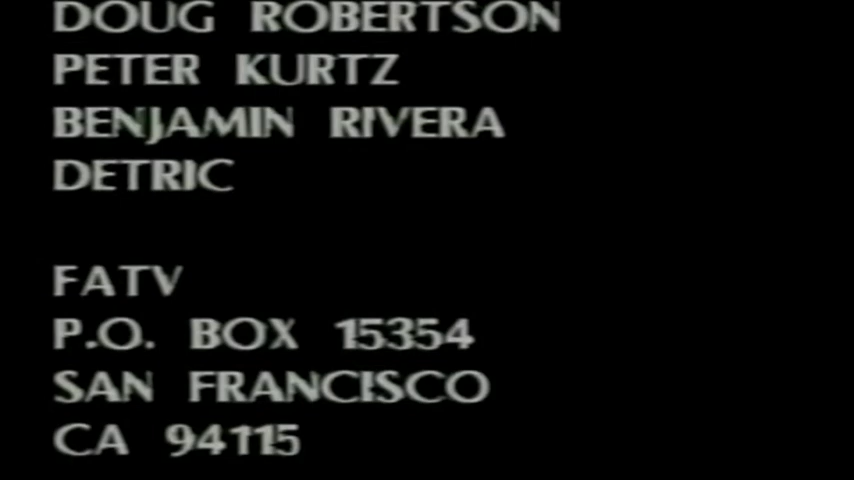 DOUG ROBERTSON
PETER KURTZ
BENJAMIN RIVERA
DETRIC
FATV
P.O. BOX 15354
SAN FRANCISCO
CA 94115